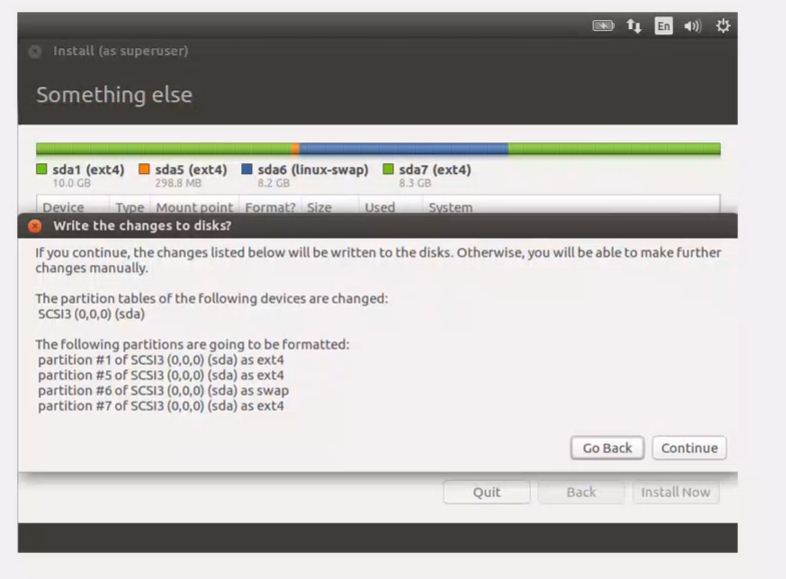 En
Install (as superuser)
Something else
sda1 (ext4) sda5 (ext4) sda6 (linux-swap) sda7 (ext4)
10.0 GB 298.8 MB 8.2 GB 8.3 GB
Device Type Mount point Format? Size Used System
Write the changes to disks?
If you continue, the changes listed below will be written to the disks. Otherwise, you will be able to make further
changes manually.
The partition tables of the following devices are changed:
SCSI3 (0,0,0) (sda)
The following partitions are going to be formatted:
partition #1 of SCSI3 (0,0,0) (sda) as ext4
partition #5 of SCSI3 (0,0,0) (sda) as ext4
partition #6 of SCSI3 (0,0,0) (sda) as swap
partition #7 of SCSI3 (0,0,0) (sda) as ext4
Go Back Continue
Quit Back Install Now